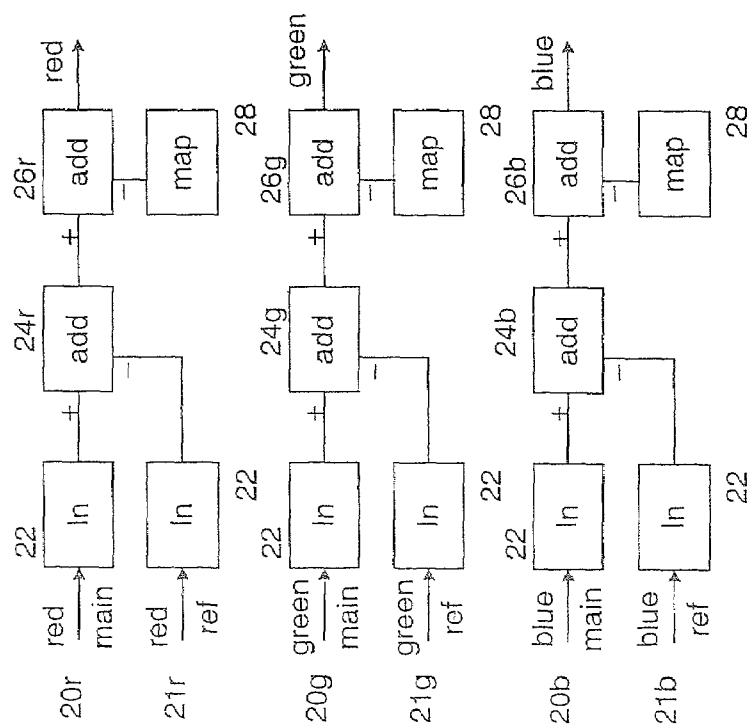 20r
red
main
22
ln
+
24r
add
+
26r
add
red
21r
red
ref
ln
22
−
−
map
28
20g
green
main
22
ln
+
24g
add
+
26g
add
green
21g
green
ref
ln
22
−
−
map
28
20b
blue
main
22
ln
+
24b
add
+
26b
add
blue
21b
blue
ref
ln
22
−
−
map
28